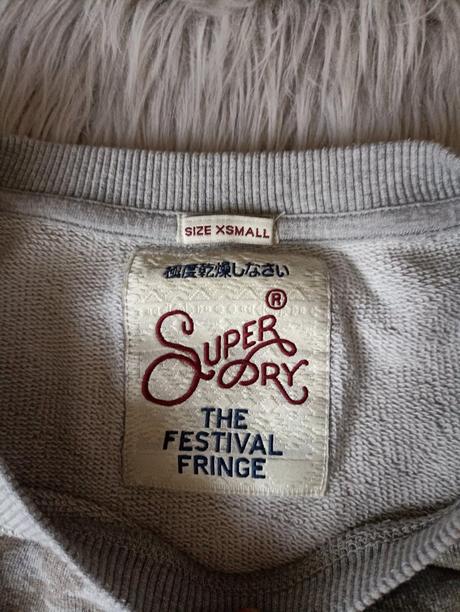 SIZE XSMALL
極度乾燥しなさい
®
SUPER
DRY
THE
FESTIVAL
FRINGE